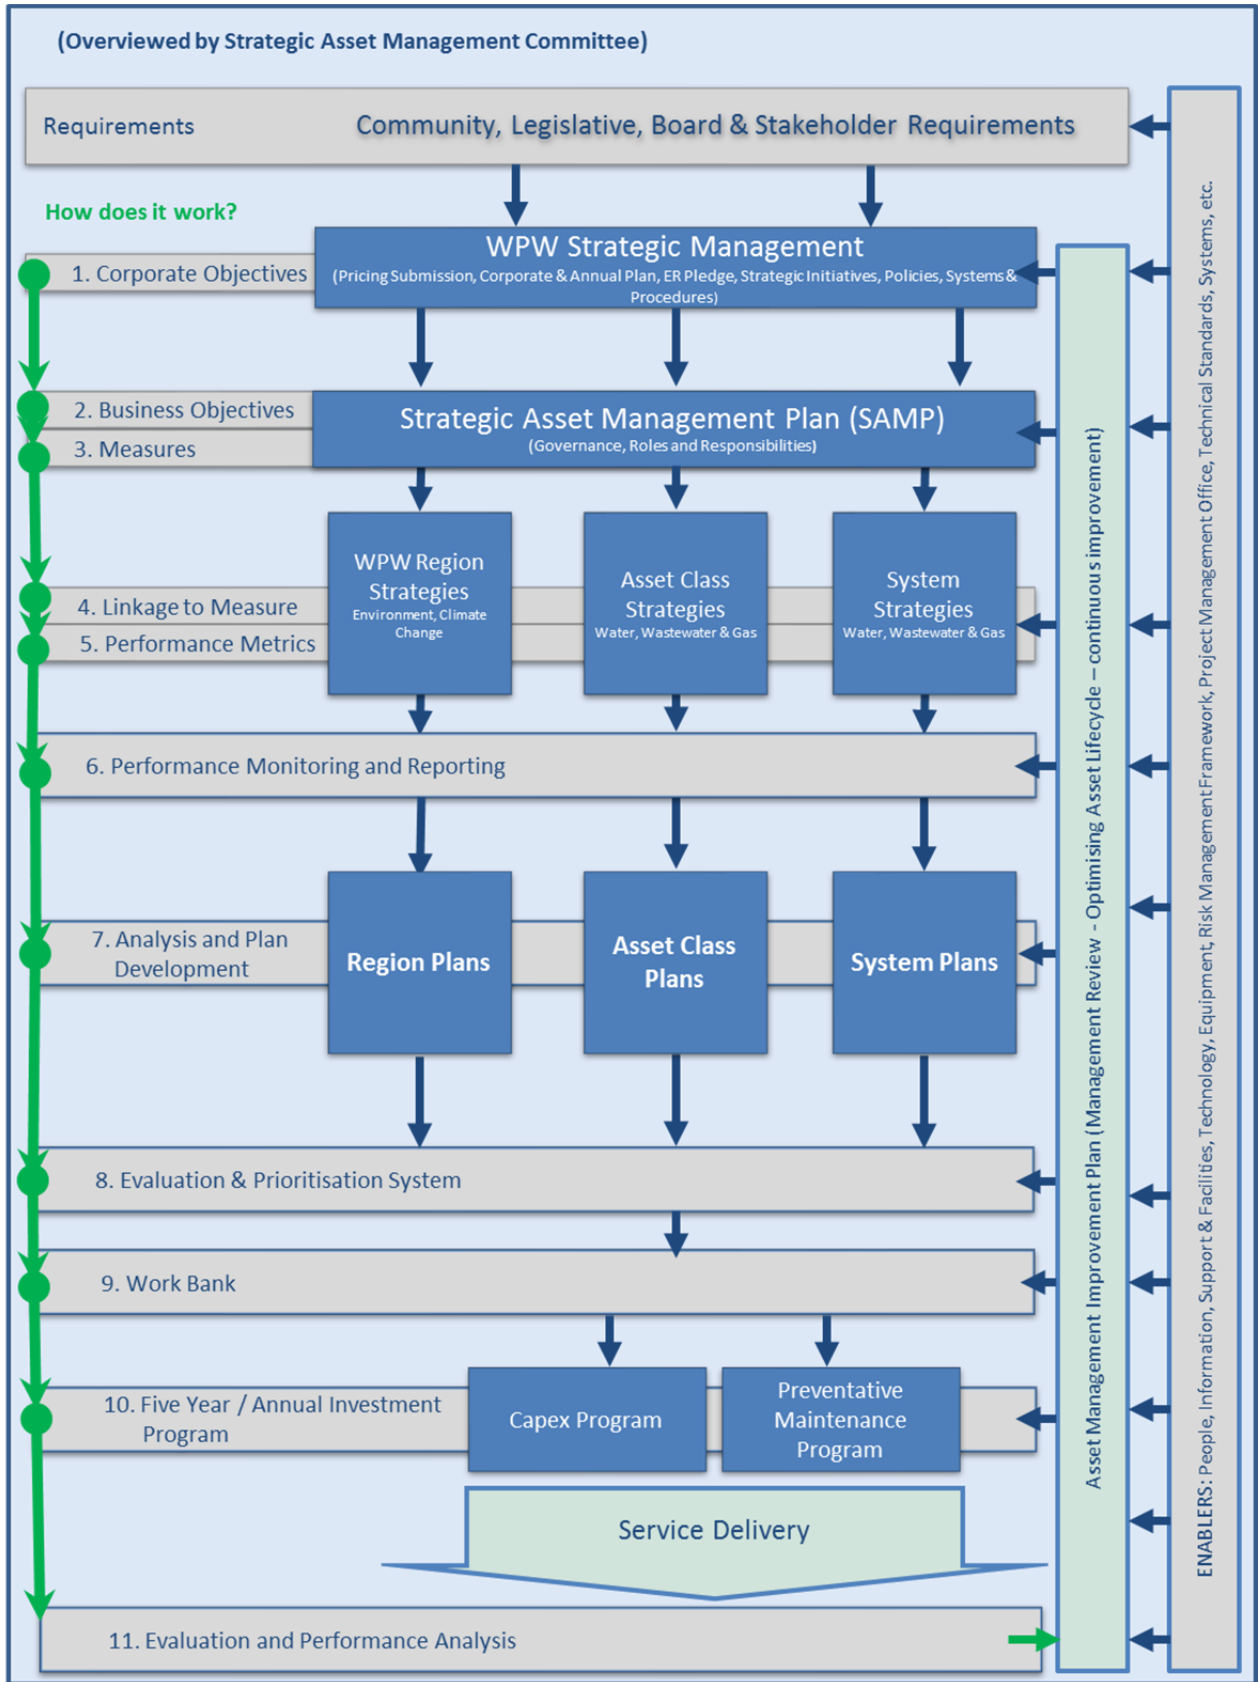 (Overviewed by Strategic Asset Management Committee)
Requirements
Community, Legislative, Board & Stakeholder Requirements
How does it work?
1. Corporate Objectives
WPW Strategic Management
(Pricing Submission, Corporate & Annual Plan, ER Pledge, Strategic Initiatives, Policies, Systems &
Procedures)
2. Business Objectives
3. Measures
Strategic Asset Management Plan (SAMP)
(Governance, Roles and Responsibilities)
WPW Region
Strategies
Environment, Climate
Change
Asset Class
Strategies
Water, Wastewater & Gas
System
Strategies
Water, Wastewater & Gas
4. Linkage to Measure
5. Performance Metrics
6. Performance Monitoring and Reporting
7. Analysis and Plan
Development
Region Plans
Asset Class
Plans
System Plans
8. Evaluation & Prioritisation System
9. Work Bank
10. Five Year / Annual Investment
Program
Capex Program
Preventative
Maintenance
Program
Service Delivery
11. Evaluation and Performance Analysis
Asset Management Improvement Plan (Management Review - Optimising Asset Lifecycle – continuous improvement)
ENABLERS: People, Information, Support & Facilities, Technology, Equipment, Risk Management Framework, Project Management Office, Technical Standards, Systems, etc.